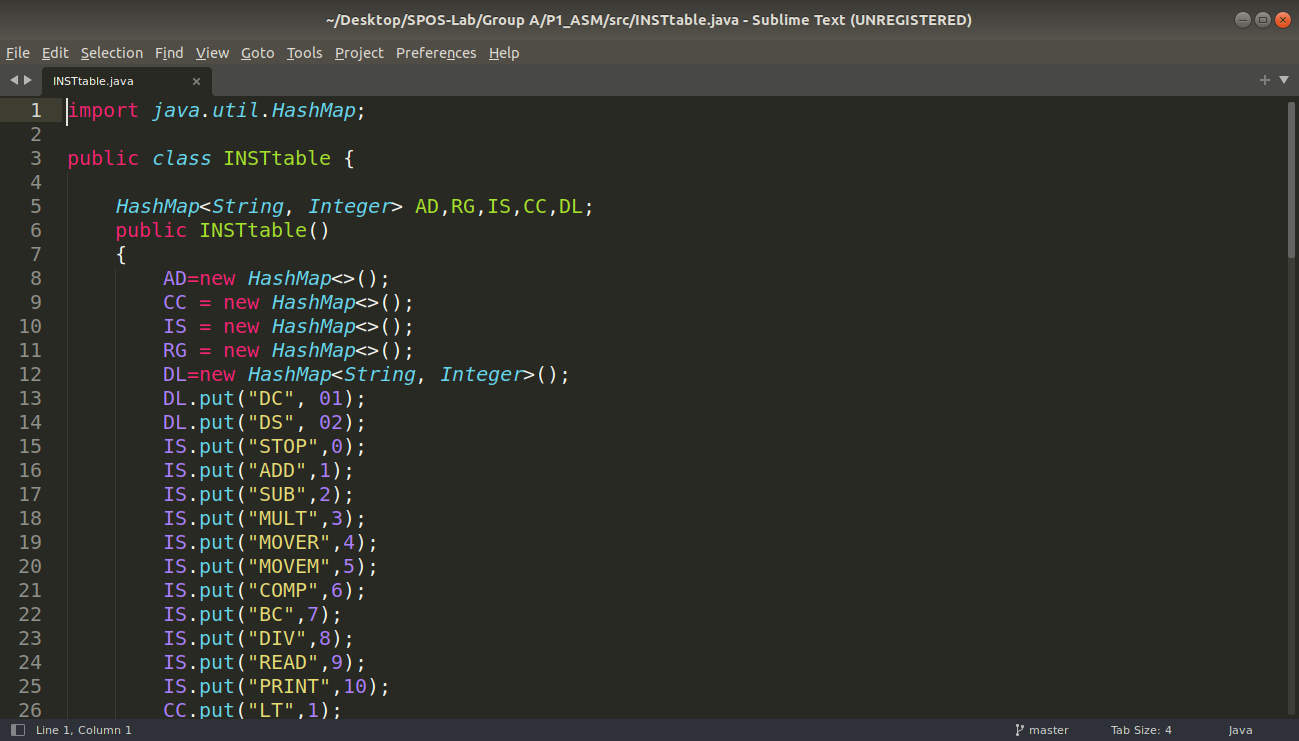 ~/Desktop/SPOS-Lab/Group A/P1_ASM/src/INSTtable.java - Sublime Text (UNREGISTERED)
File Edit Selection Find View Goto Tools Project Preferences Help
INSTtable.java
1 import java.util.HashMap;
2
3 public class INSTtable {
4
5     HashMap<String, Integer> AD,RG,IS,CC,DL;
6     public INSTtable()
7     {
8         AD=new HashMap<>();
9         CC = new HashMap<>();
10         IS = new HashMap<>();
11         RG = new HashMap<>();
12         DL=new HashMap<String, Integer>();
13         DL.put("DC", 01);
14         DL.put("DS", 02);
15         IS.put("STOP",0);
16         IS.put("ADD",1);
17         IS.put("SUB",2);
18         IS.put("MULT",3);
19         IS.put("MOVER",4);
20         IS.put("MOVEM",5);
21         IS.put("COMP",6);
22         IS.put("BC",7);
23         IS.put("DIV",8);
24         IS.put("READ",9);
25         IS.put("PRINT",10);
26         CC.put("LT",1);
Line 1, Column 1 master Tab Size: 4 Java